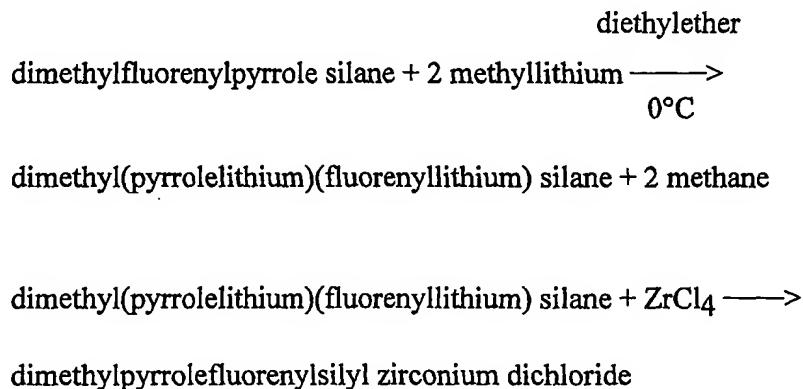 diethylether
dimethylfluorenylpyrrole silane + 2 methyllithium ———>
0°C
dimethyl(pyrrolelithium)(fluorenyllithium) silane + 2 methane
dimethyl(pyrrolelithium)(fluorenyllithium) silane + ZrCl4 ———>
dimethylpyrrolefluorenylsilyl zirconium dichloride